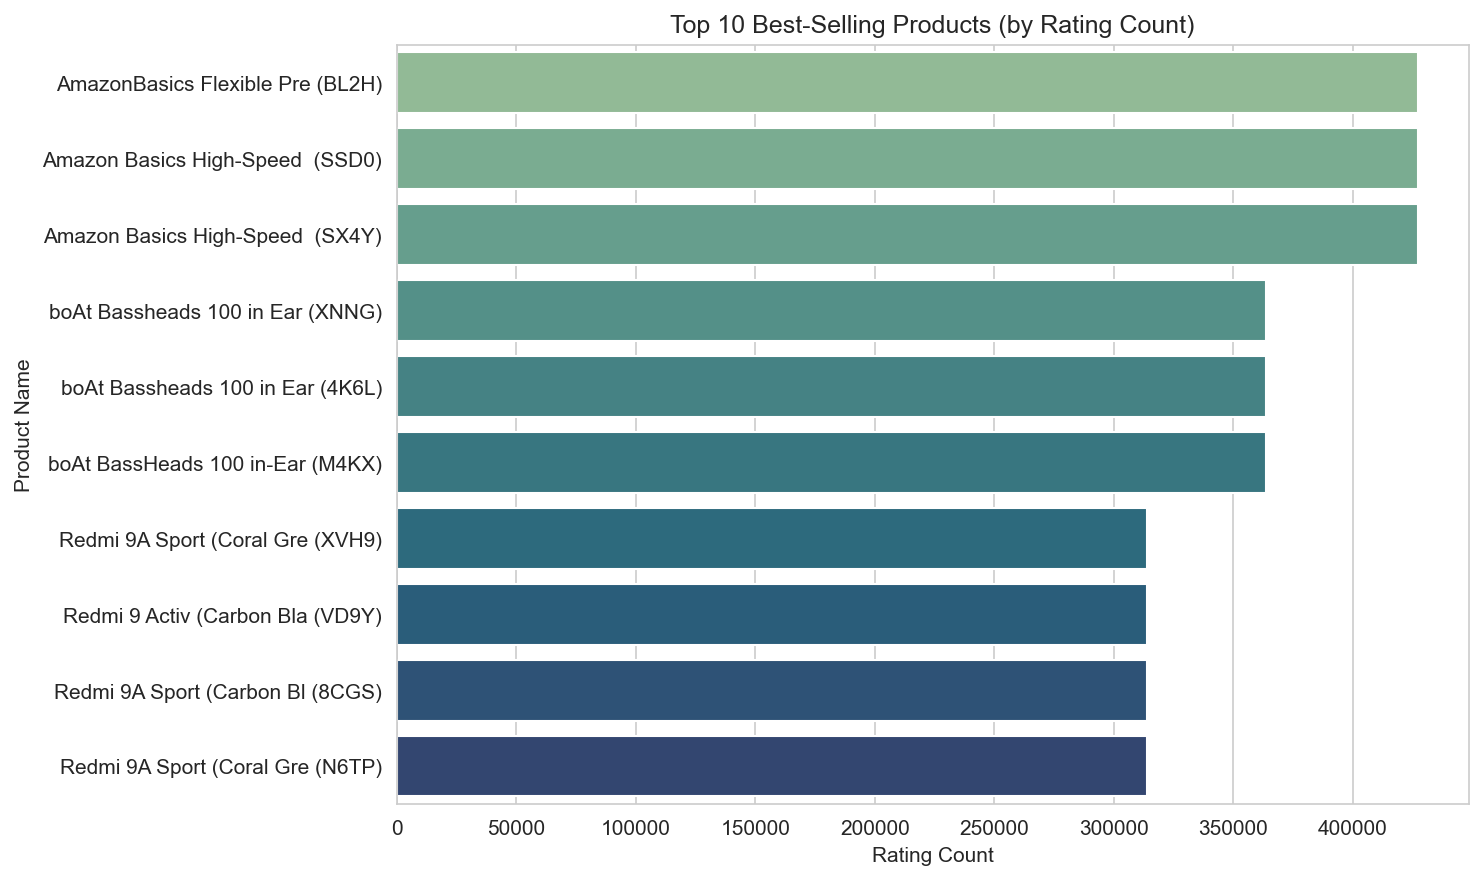 Top 10 Best-Selling Products (by Rating Count)
Product Name
AmazonBasics Flexible Pre (BL2H)
Amazon Basics High-Speed  (SSD0)
Amazon Basics High-Speed  (SX4Y)
boAt Bassheads 100 in Ear (XNNG)
boAt Bassheads 100 in Ear (4K6L)
boAt BassHeads 100 in-Ear (M4KX)
Redmi 9A Sport (Coral Gre (XVH9)
Redmi 9 Activ (Carbon Bla (VD9Y)
Redmi 9A Sport (Carbon Bl (8CGS)
Redmi 9A Sport (Coral Gre (N6TP)
0 50000 100000 150000 200000 250000 300000 350000 400000
Rating Count